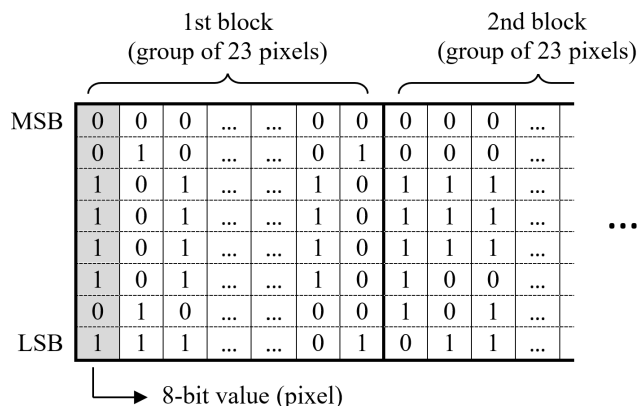 1st block
(group of 23 pixels)
2nd block
(group of 23 pixels)
MSB 0 0 0 ... ... 0 0 0 0 0 ...
0 1 0 ... ... 0 1 0 0 0 ...
1 0 1 ... ... 1 0 1 1 1 ...
1 0 1 ... ... 1 0 1 1 1 ...
1 0 1 ... ... 1 0 1 1 1 ...
1 0 1 ... ... 1 0 1 0 0 ...
0 1 0 ... ... 0 0 1 0 1 ...
LSB 1 1 1 ... ... 0 1 0 1 1 ...
...
8-bit value (pixel)